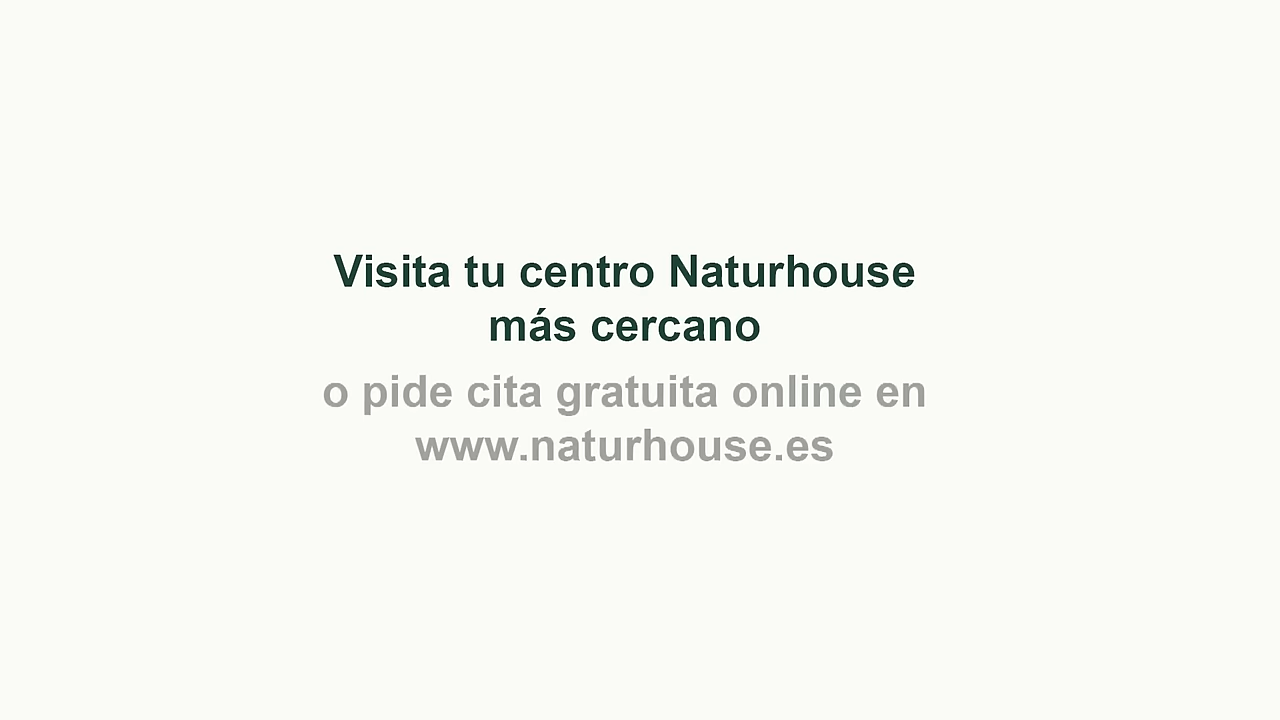 Visita tu centro Naturhouse
más cercano
o pide cita gratuita online en
www.naturhouse.es